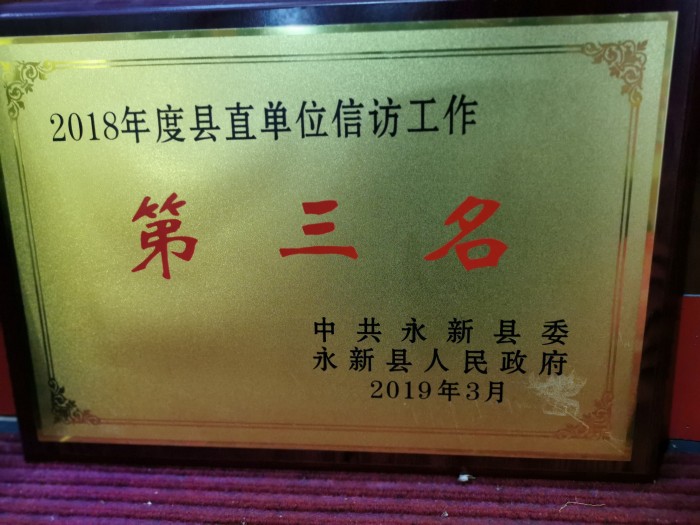 2018年度县直单位信访工作
第三名
中共永新县委
永新县人民政府
2019年3月